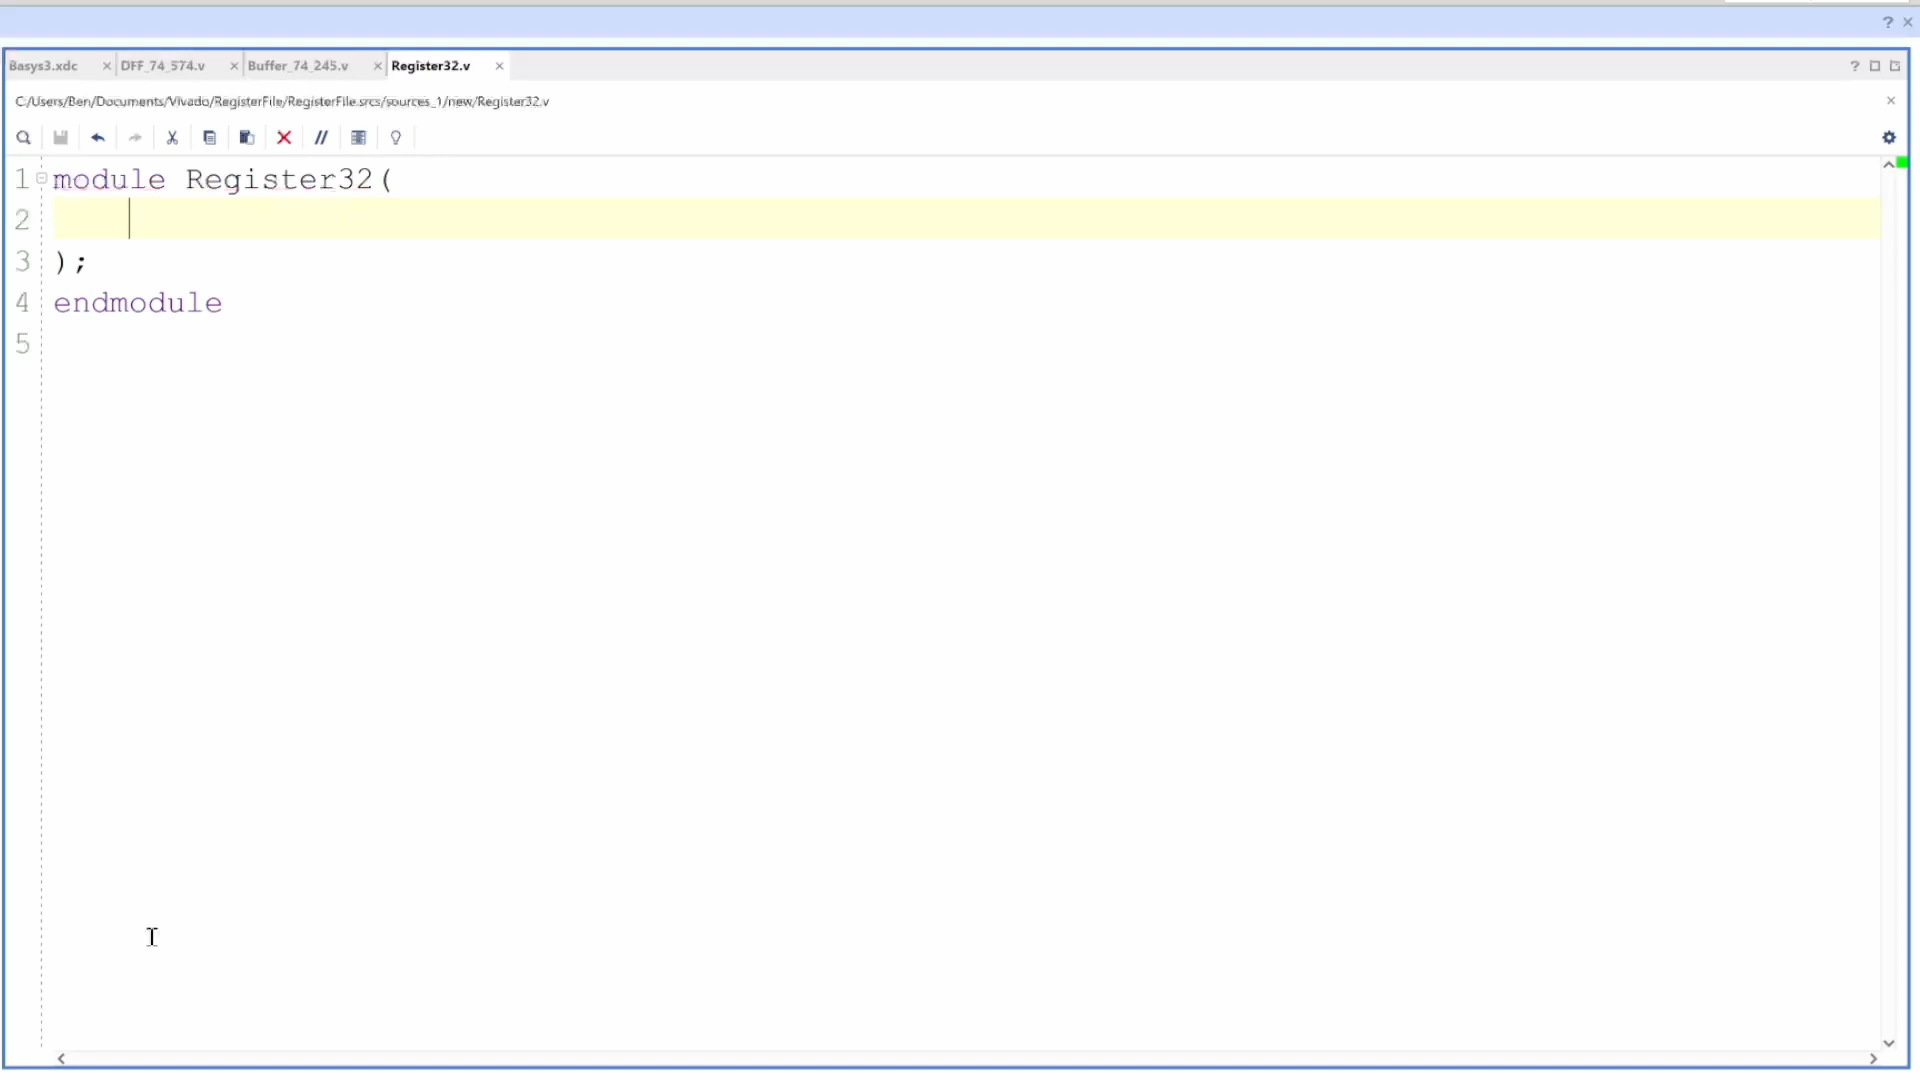 Basys3.xdc DFF_74_574.v Buffer_74_245.v Register32.v
C:/Users/Ben/Documents/Vivado/RegisterFile/RegisterFile.srcs/sources_1/new/Register32.v
1 module Register32(
2
3 );
4 endmodule
5